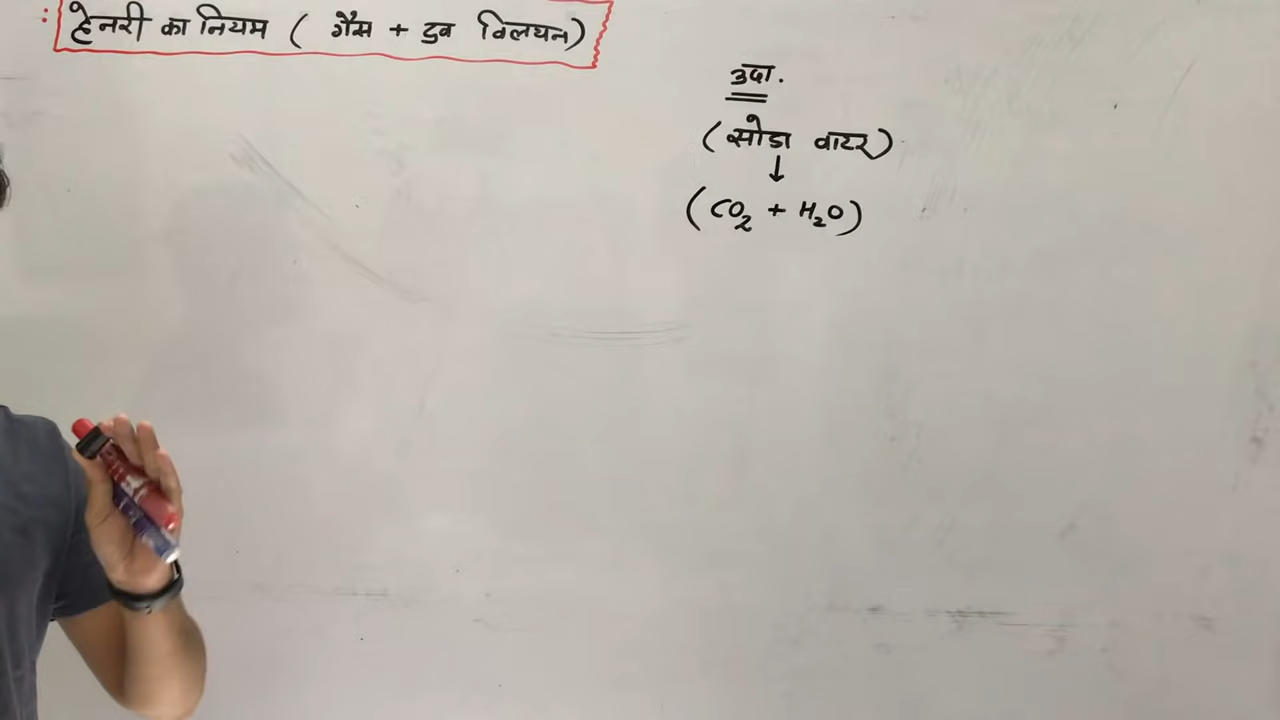 : हेनरी का नियम ( गैस + द्रव विलयन)
उदा.
(सोडा वाटर)
↓
(CO₂ + H₂O)